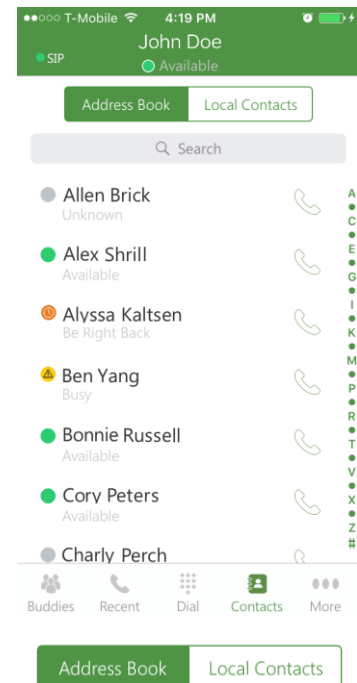 T-Mobile 4:19 PM
John Doe
SIP
Available
Address Book Local Contacts
Search
Allen Brick
Unknown
Alex Shrill
Available
Alyssa Kaltsen
Be Right Back
Ben Yang
Busy
Bonnie Russell
Available
Cory Peters
Available
Charly Perch
A
C
E
G
I
K
M
P
R
T
V
X
Z
#
Buddies Recent Dial Contacts More
Address Book Local Contacts